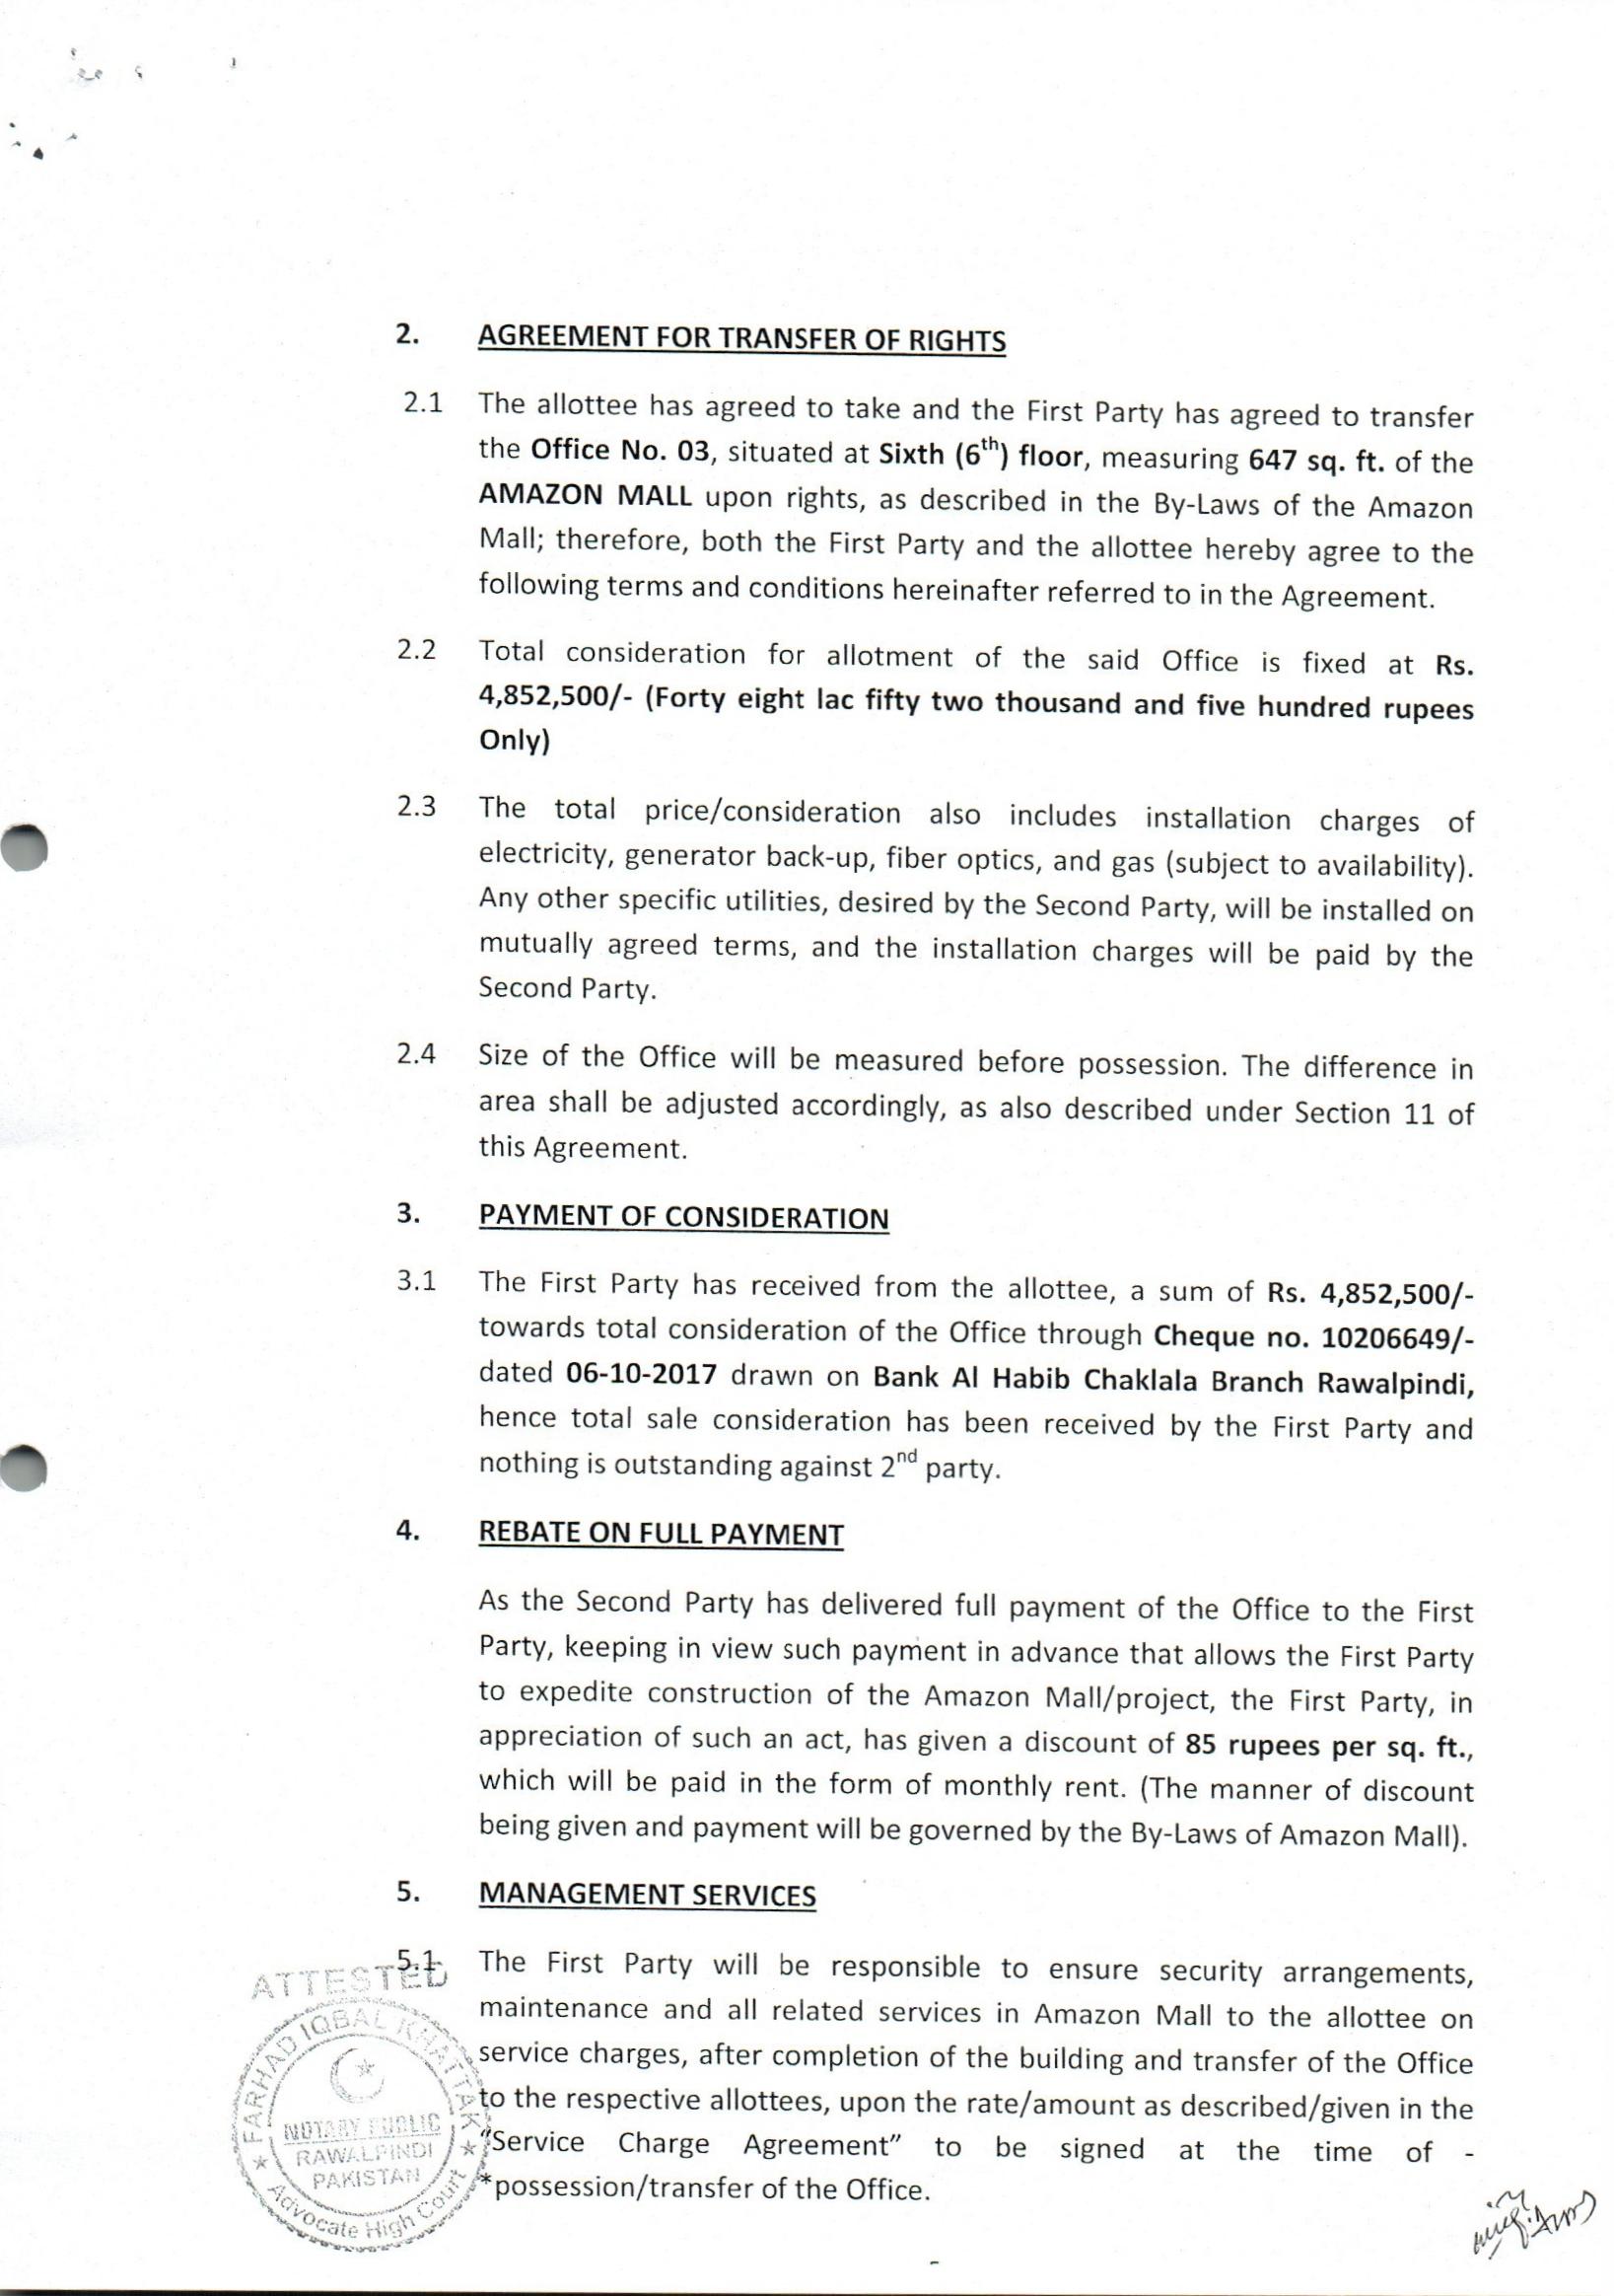 2. AGREEMENT FOR TRANSFER OF RIGHTS
2.1 The allottee has agreed to take and the First Party has agreed to transfer
the Office No. 03, situated at Sixth (6th) floor, measuring 647 sq. ft. of the
AMAZON MALL upon rights, as described in the By-Laws of the Amazon
Mall; therefore, both the First Party and the allottee hereby agree to the
following terms and conditions hereinafter referred to in the Agreement.
2.2 Total consideration for allotment of the said Office is fixed at Rs.
4,852,500/- (Forty eight lac fifty two thousand and five hundred rupees
Only)
2.3 The total price/consideration also includes installation charges of
electricity, generator back-up, fiber optics, and gas (subject to availability).
Any other specific utilities, desired by the Second Party, will be installed on
mutually agreed terms, and the installation charges will be paid by the
Second Party.
2.4 Size of the Office will be measured before possession. The difference in
area shall be adjusted accordingly, as also described under Section 11 of
this Agreement.
3. PAYMENT OF CONSIDERATION
3.1 The First Party has received from the allottee, a sum of Rs. 4,852,500/-
towards total consideration of the Office through Cheque no. 10206649/-
dated 06-10-2017 drawn on Bank Al Habib Chaklala Branch Rawalpindi,
hence total sale consideration has been received by the First Party and
nothing is outstanding against 2nd party.
4. REBATE ON FULL PAYMENT
As the Second Party has delivered full payment of the Office to the First
Party, keeping in view such payment in advance that allows the First Party
to expedite construction of the Amazon Mall/project, the First Party, in
appreciation of such an act, has given a discount of 85 rupees per sq. ft.,
which will be paid in the form of monthly rent. (The manner of discount
being given and payment will be governed by the By-Laws of Amazon Mall).
5. MANAGEMENT SERVICES
5.1 The First Party will be responsible to ensure security arrangements,
maintenance and all related services in Amazon Mall to the allottee on
service charges, after completion of the building and transfer of the Office
to the respective allottees, upon the rate/amount as described/given in the
"Service Charge Agreement" to be signed at the time of -
*possession/transfer of the Office.
ATTESTED
FARHAD IQBAL KHATTAK
NOTARY PUBLIC
RAWALPINDI
PAKISTAN
Advocate High Court